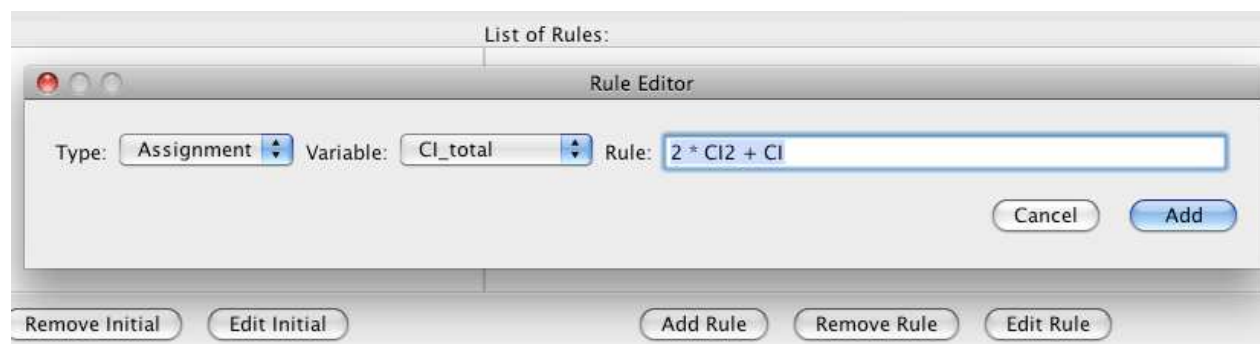 List of Rules:
Rule Editor
Type: Assignment Variable: CI_total Rule: 2 * CI2 + CI
Cancel Add
Remove Initial Edit Initial Add Rule Remove Rule Edit Rule